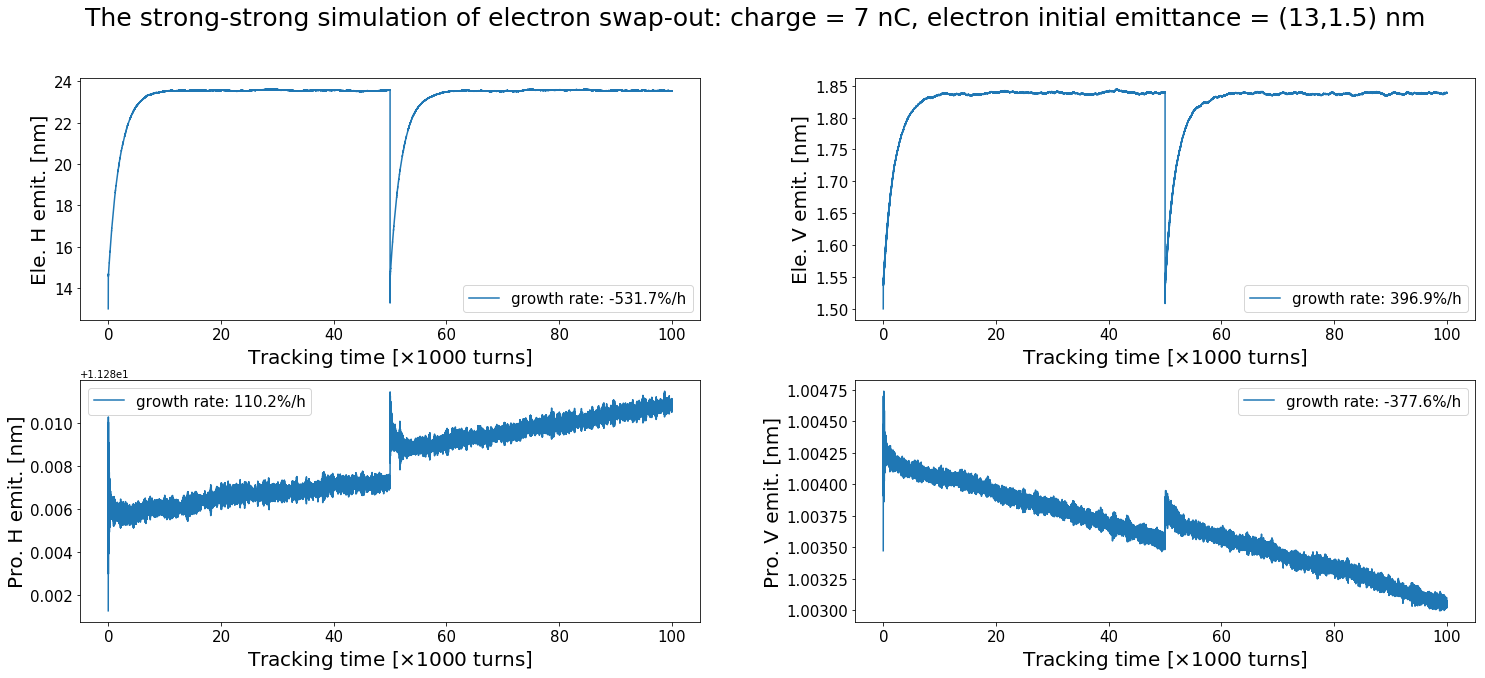 The strong-strong simulation of electron swap-out: charge = 7 nC, electron initial emittance = (13,1.5) nm
24
22
20
18
16
14
Ele. H emit. [nm]
growth rate: -531.7%/h
0 20 40 60 80 100
Tracking time [×1000 turns]
1.85
1.80
1.75
1.70
1.65
1.60
1.55
1.50
Ele. V emit. [nm]
growth rate: 396.9%/h
0 20 40 60 80 100
Tracking time [×1000 turns]
+1.128e1
0.010
0.008
0.006
0.004
0.002
Pro. H emit. [nm]
growth rate: 110.2%/h
0 20 40 60 80 100
Tracking time [×1000 turns]
1.00475
1.00450
1.00425
1.00400
1.00375
1.00350
1.00325
1.00300
Pro. V emit. [nm]
growth rate: -377.6%/h
0 20 40 60 80 100
Tracking time [×1000 turns]